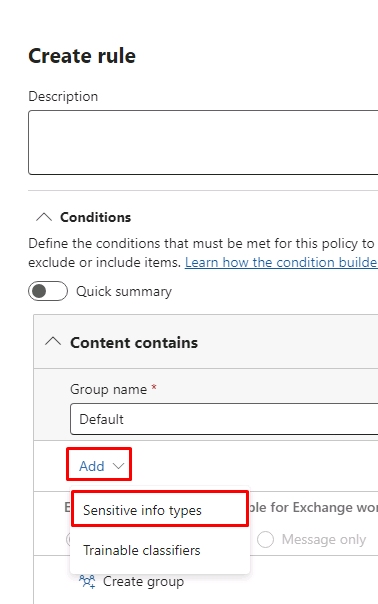 Create rule
Description
Conditions
Define the conditions that must be met for this policy to
exclude or include items. Learn how the condition builde
Quick summary
Content contains
Group name *
Default
Add
Sensitive info types
ble for Exchange wor
Trainable classifiers
Message only
Create group